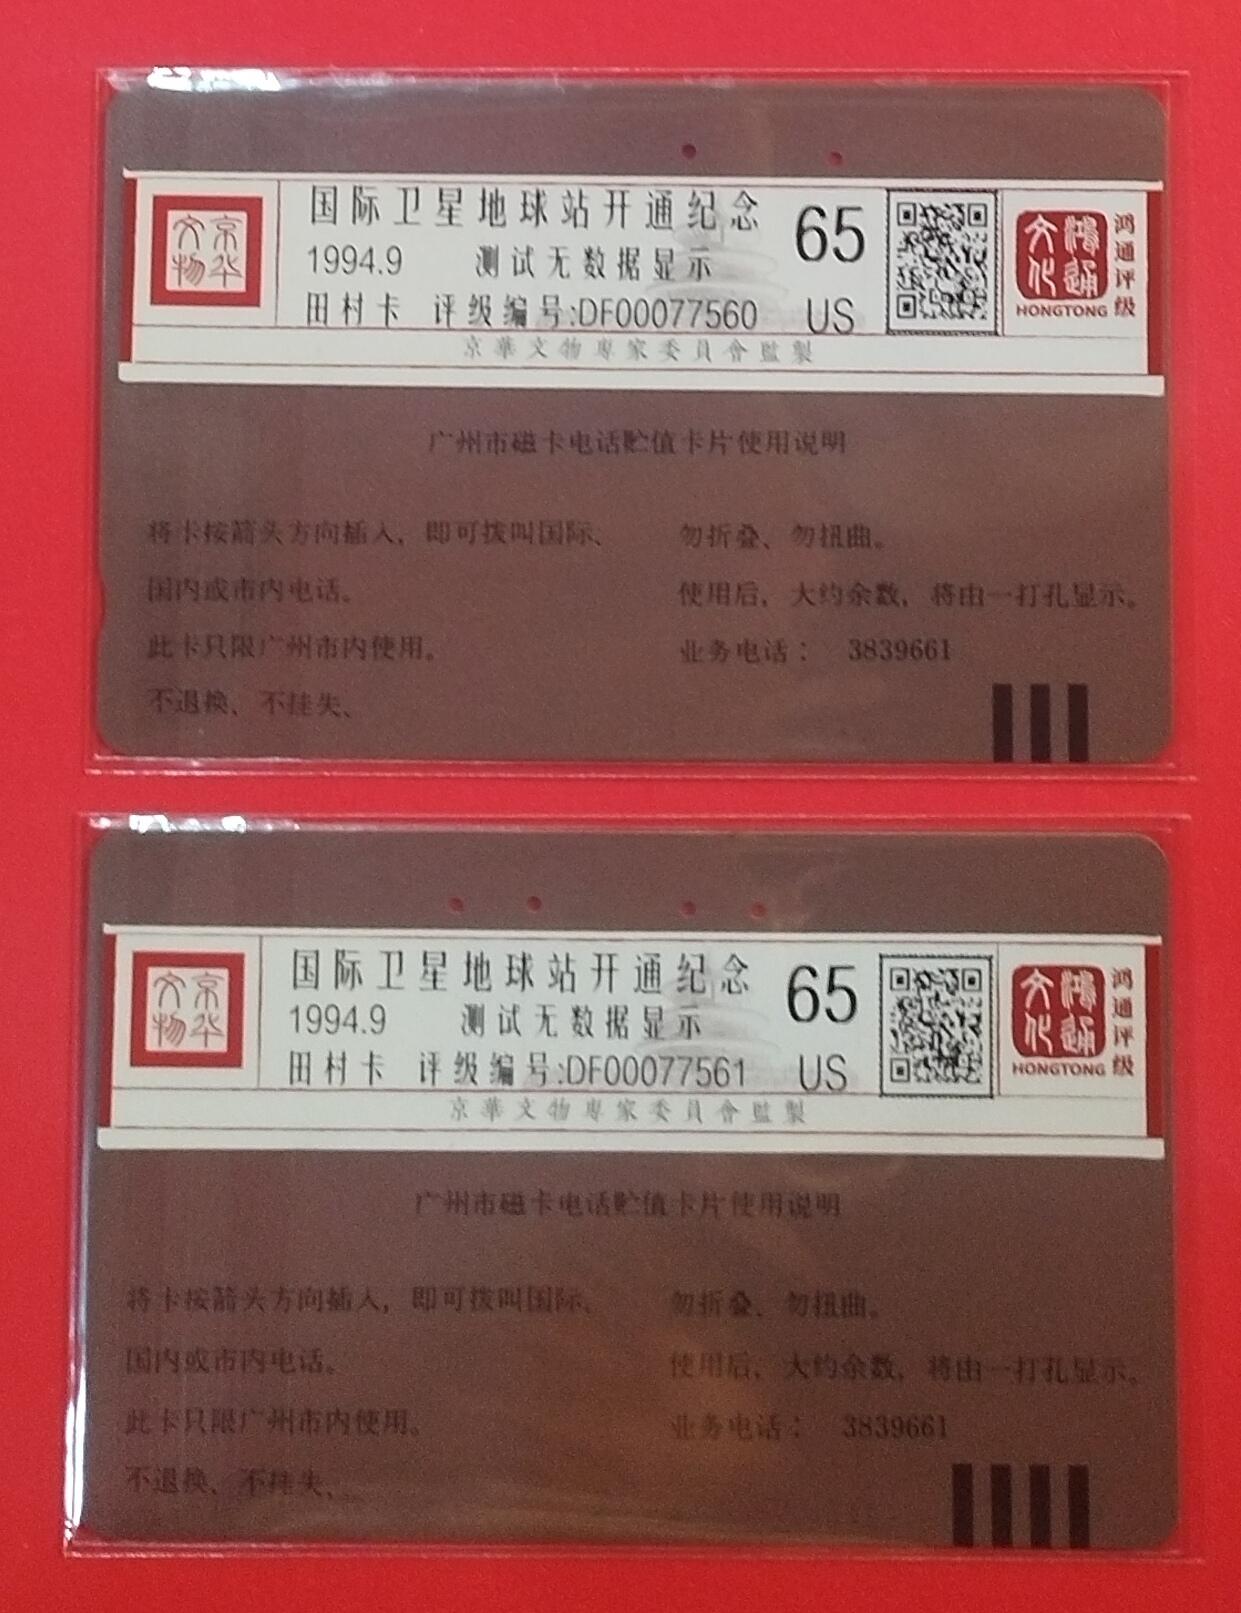 京华
文物
国际卫星地球站开通纪念
1994.9 测试无数据显示
田村卡 评级编号:DF00077560
65
US
鸿通
文化
HONGTONG
鸿通评级
京華文物專家委員會監製
广州市磁卡电话贮值卡片使用说明
将卡按箭头方向插入，即可拨叫国际、
国内或市内电话。
此卡只限广州市内使用。
不退换、不挂失、
勿折叠、勿扭曲。
使用后，大约余数，将由一打孔显示。
业务电话： 3839661
京华
文物
国际卫星地球站开通纪念
1994.9 测试无数据显示
田村卡 评级编号:DF00077561
65
US
鸿通
文化
HONGTONG
鸿通评级
京華文物專家委員會監製
广州市磁卡电话贮值卡片使用说明
将卡按箭头方向插入，即可拨叫国际、
国内或市内电话。
此卡只限广州市内使用。
不退换、不挂失、
勿折叠、勿扭曲。
使用后，大约余数，将由一打孔显示。
业务电话： 3839661